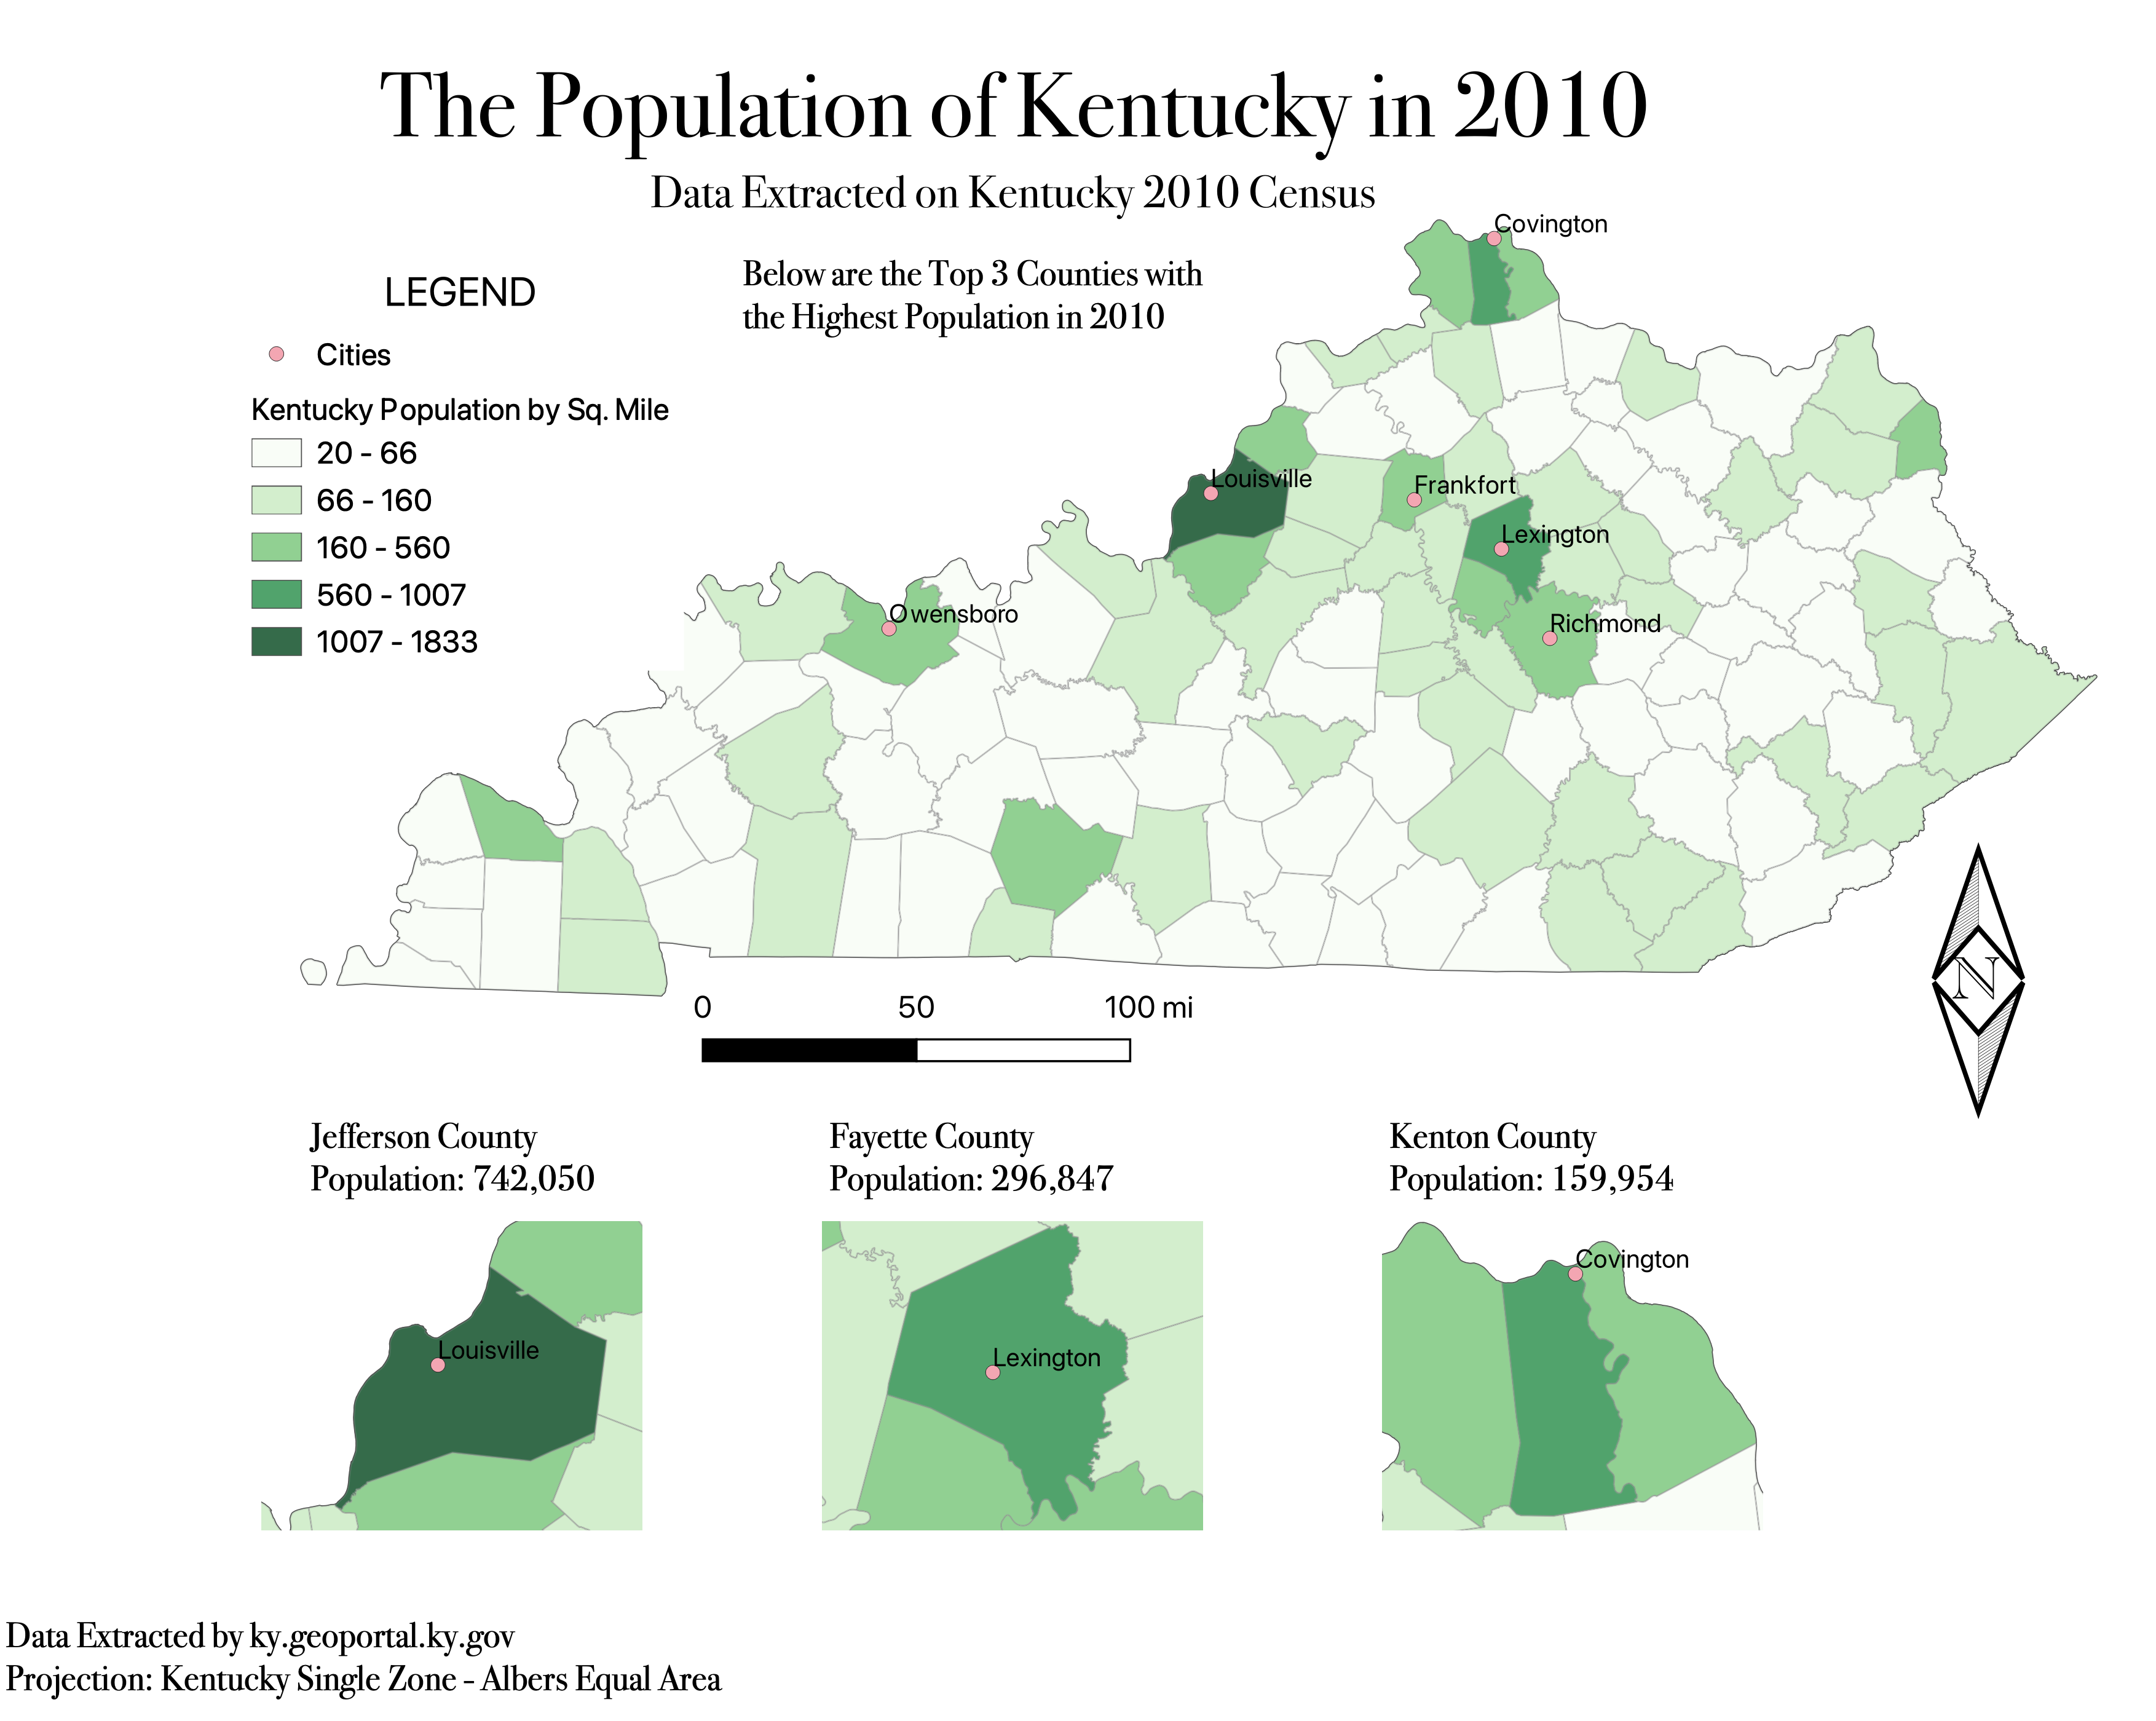 The Population of Kentucky in 2010
Data Extracted on Kentucky 2010 Census
Below are the Top 3 Counties with
the Highest Population in 2010
LEGEND
Cities
Kentucky Population by Sq. Mile
20 - 66
66 - 160
160 - 560
560 - 1007
1007 - 1833
Covington
Louisville
Frankfort
Lexington
Owensboro
Richmond
N
0 50 100 mi
Jefferson County
Population: 742,050
Louisville
Fayette County
Population: 296,847
Lexington
Kenton County
Population: 159,954
Covington
Data Extracted by ky.geoportal.ky.gov
Projection: Kentucky Single Zone - Albers Equal Area